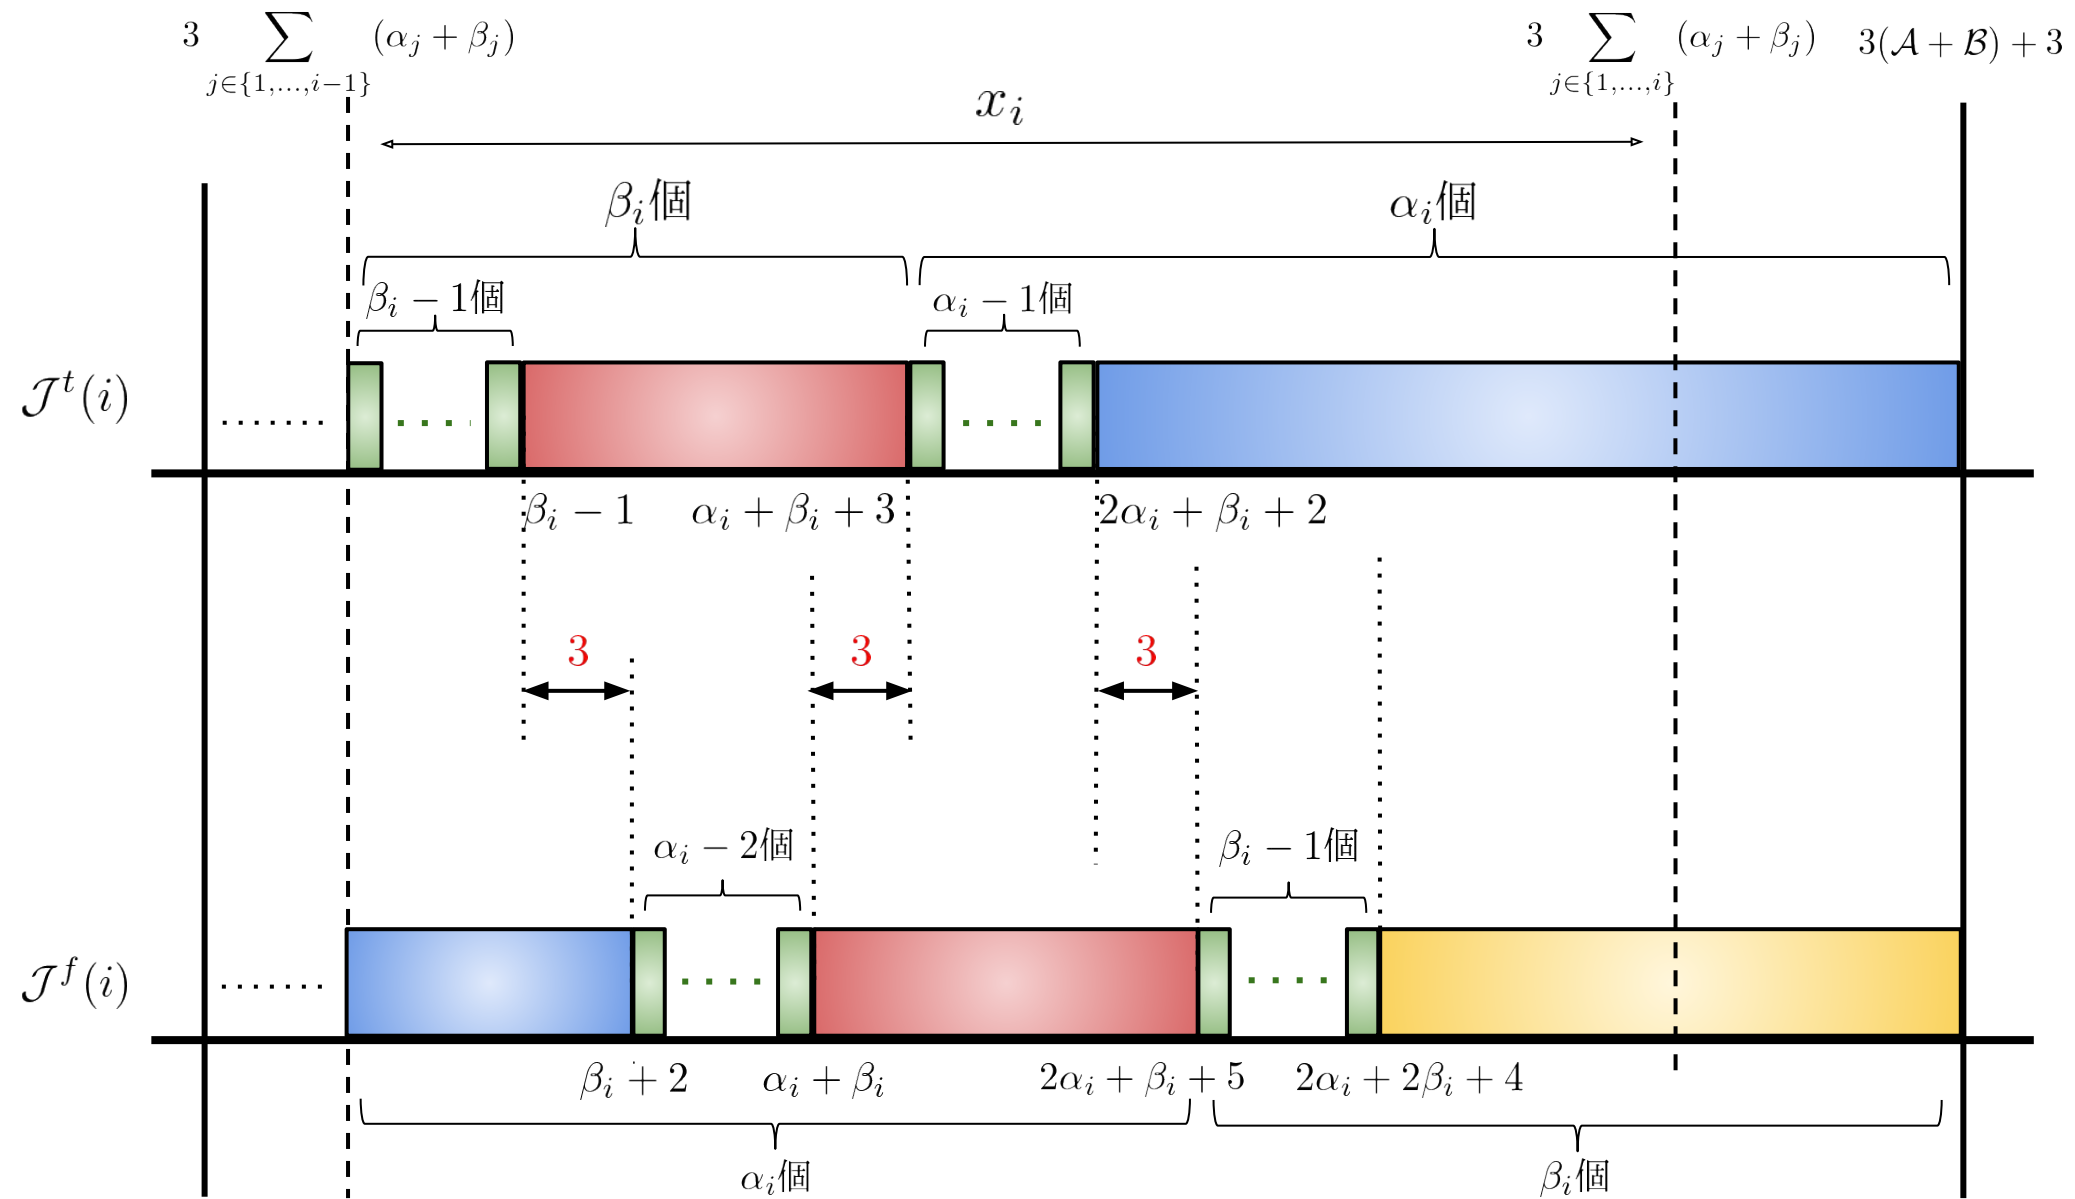 3 ∑ (α_j + β_j)
j∈{1,...,i−1}
3 ∑ (α_j + β_j)
j∈{1,...,i}
3(𝒜 + ℬ) + 3
x_i
β_i個
α_i個
β_i − 1個
α_i − 1個
𝒥^t(i)
β_i − 1
α_i + β_i + 3
2α_i + β_i + 2
3
3
3
α_i − 2個
β_i − 1個
𝒥^f(i)
β_i + 2
α_i + β_i
2α_i + β_i + 5
2α_i + 2β_i + 4
α_i個
β_i個